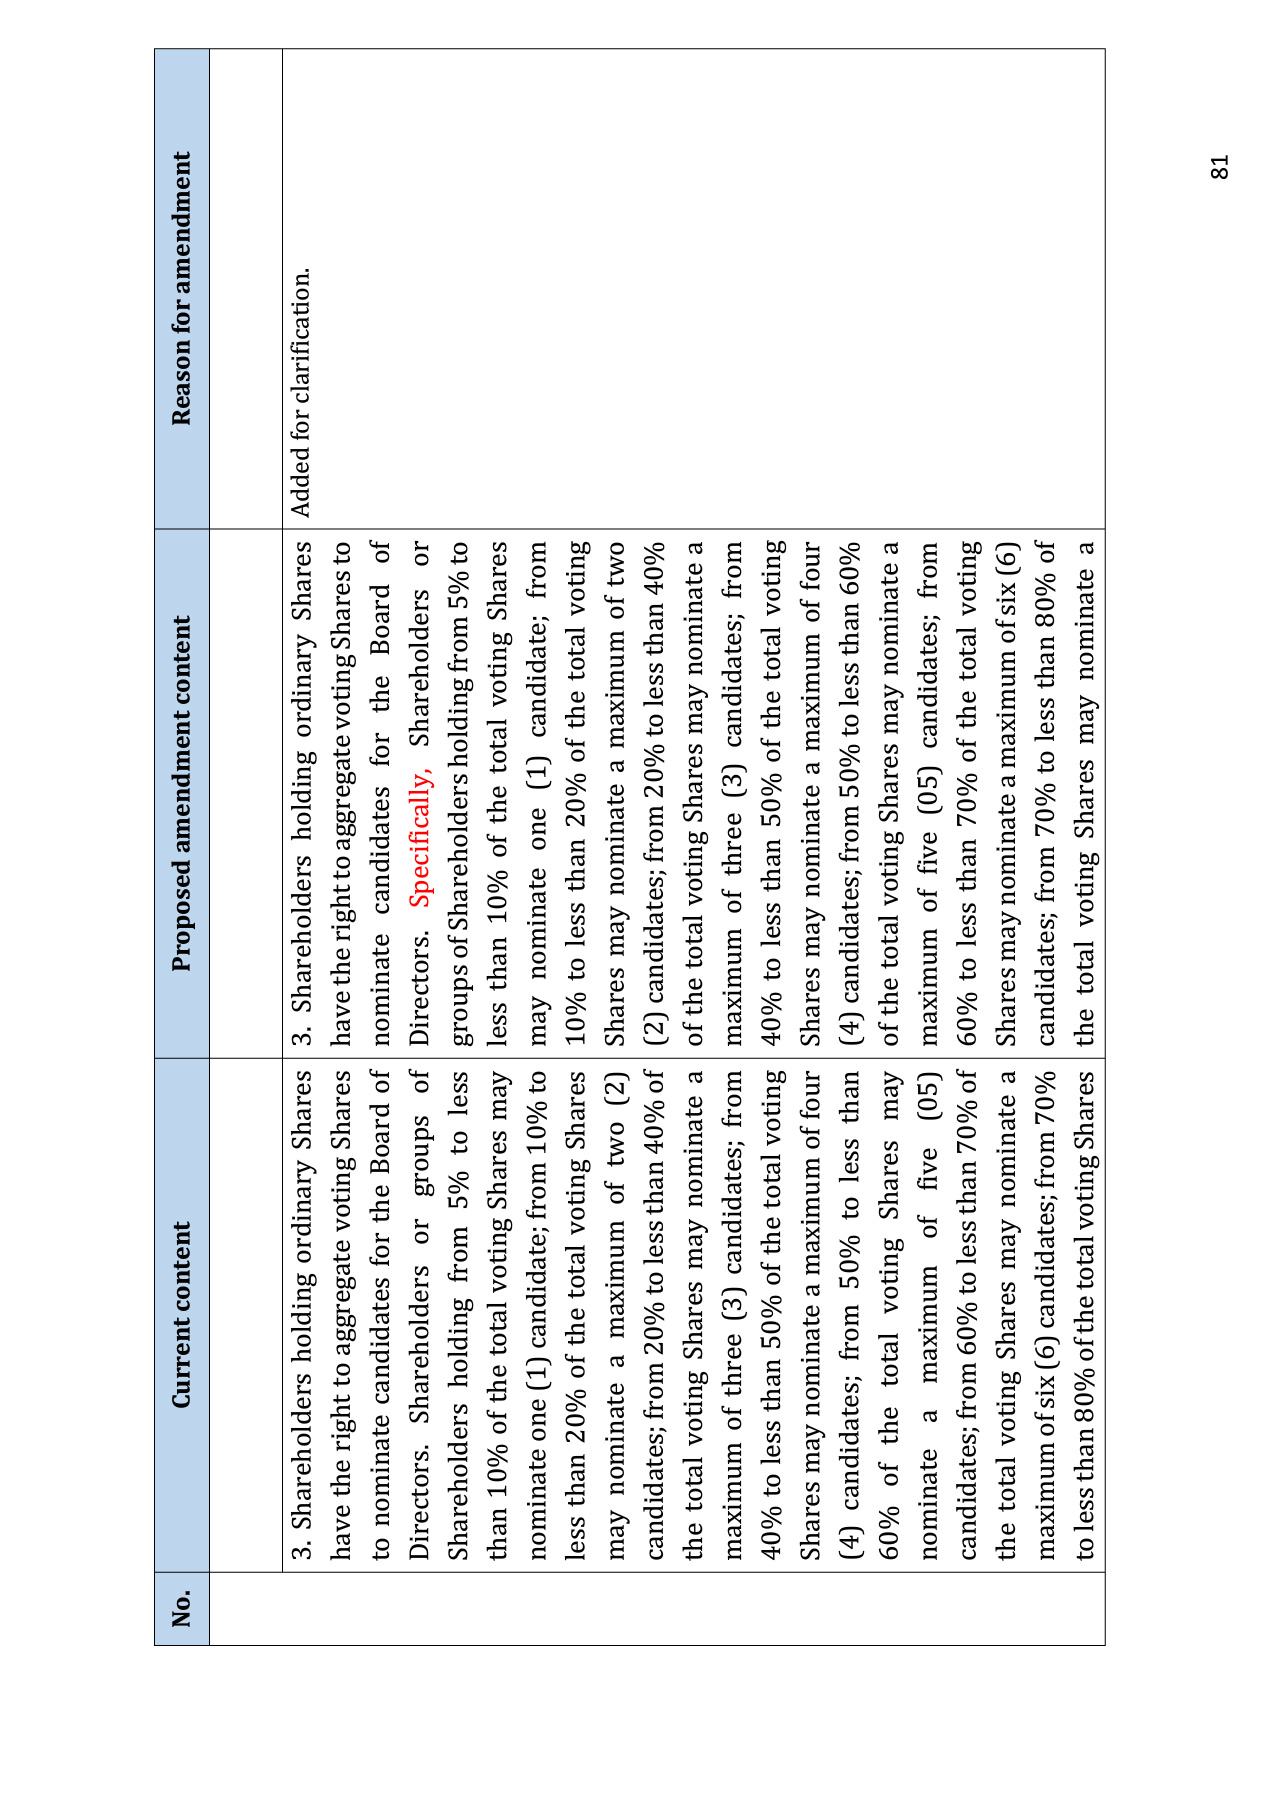 No.
Current content
Proposed amendment content
Reason for amendment
3. Shareholders holding ordinary Shares
have the right to aggregate voting Shares
to nominate candidates for the Board of
Directors. Shareholders or groups of
Shareholders holding from 5% to less
than 10% of the total voting Shares may
nominate one (1) candidate; from 10% to
less than 20% of the total voting Shares
may nominate a maximum of two (2)
candidates; from 20% to less than 40% of
the total voting Shares may nominate a
maximum of three (3) candidates; from
40% to less than 50% of the total voting
Shares may nominate a maximum of four
(4) candidates; from 50% to less than
60% of the total voting Shares may
nominate a maximum of five (05)
candidates; from 60% to less than 70% of
the total voting Shares may nominate a
maximum of six (6) candidates; from 70%
to less than 80% of the total voting Shares
3. Shareholders holding ordinary Shares
have the right to aggregate voting Shares to
nominate candidates for the Board of
Directors. Specifically, Shareholders or
groups of Shareholders holding from 5% to
less than 10% of the total voting Shares
may nominate one (1) candidate; from
10% to less than 20% of the total voting
Shares may nominate a maximum of two
(2) candidates; from 20% to less than 40%
of the total voting Shares may nominate a
maximum of three (3) candidates; from
40% to less than 50% of the total voting
Shares may nominate a maximum of four
(4) candidates; from 50% to less than 60%
of the total voting Shares may nominate a
maximum of five (05) candidates; from
60% to less than 70% of the total voting
Shares may nominate a maximum of six (6)
candidates; from 70% to less than 80% of
the total voting Shares may nominate a
Added for clarification.
81